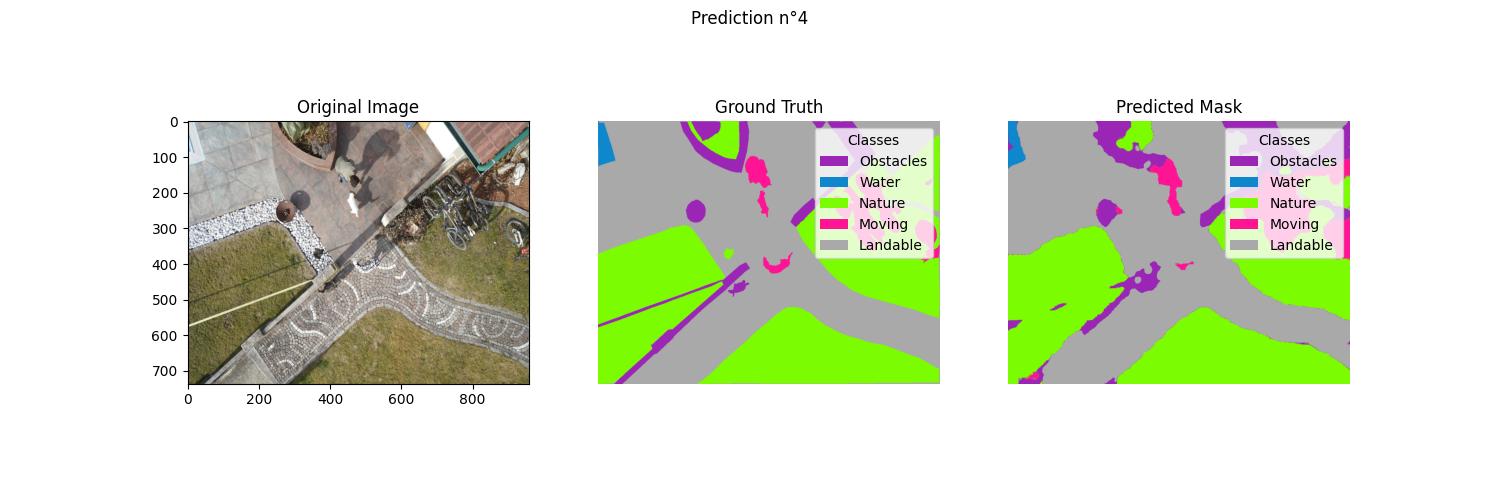 Prediction n°4
Original Image
0
100
200
300
400
500
600
700
0
200
400
600
800
Ground Truth
Classes
Obstacles
Water
Nature
Moving
Landable
Predicted Mask
Classes
Obstacles
Water
Nature
Moving
Landable